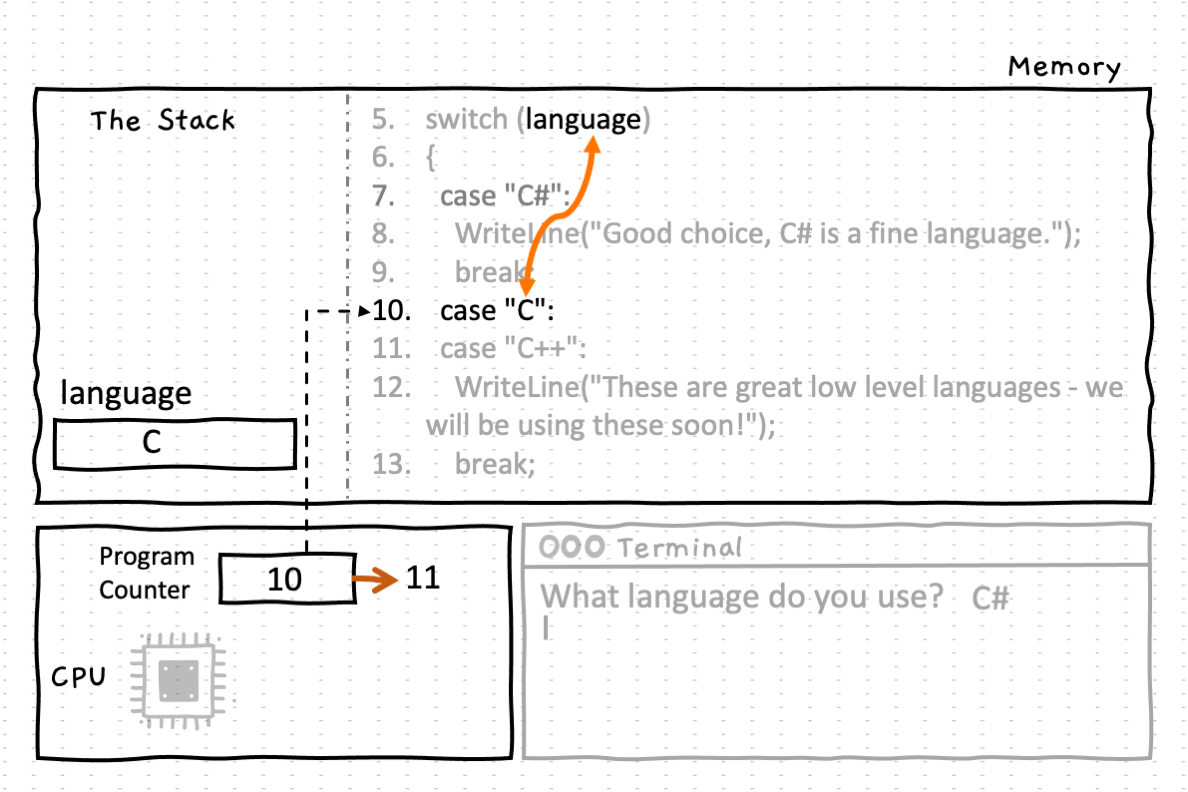 Memory
The Stack
5. switch (language)
6. {
7. case "C#":
8. WriteLine("Good choice, C# is a fine language.");
9. break;
10. case "C":
11. case "C++":
12. WriteLine("These are great low level languages - we
will be using these soon!");
13. break;
language
C
Program
Counter
10
11
CPU
Terminal
What language do you use? C#